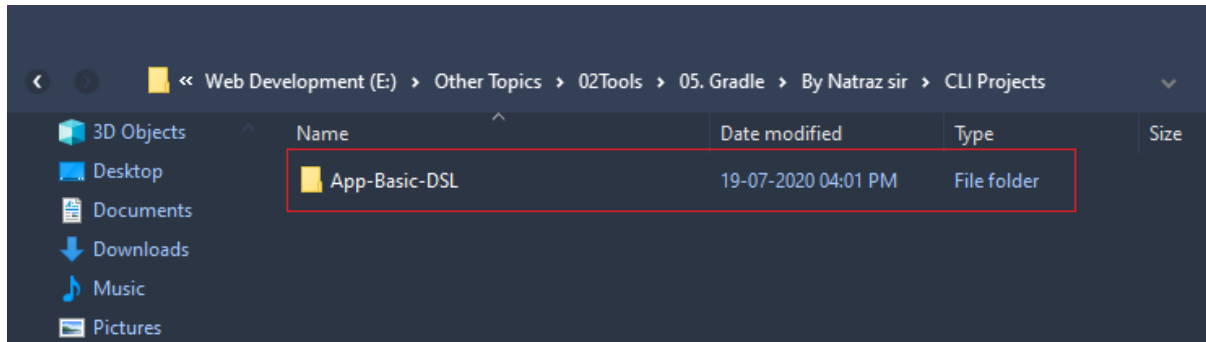 « Web Development (E:) › Other Topics › 02Tools › 05. Gradle › By Natraz sir › CLI Projects
3D Objects
Name Date modified Type Size
Desktop
App-Basic-DSL 19-07-2020 04:01 PM File folder
Documents
Downloads
Music
Pictures